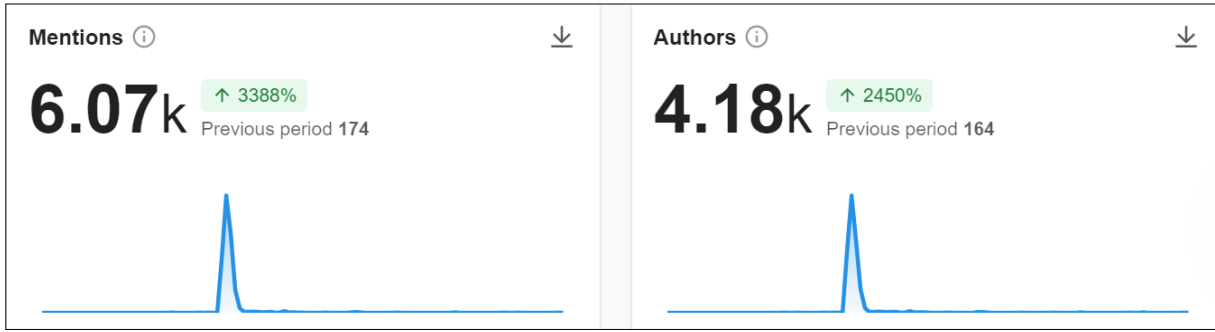 Mentions
6.07k
↑ 3388%
Previous period 174
Authors
4.18k
↑ 2450%
Previous period 164